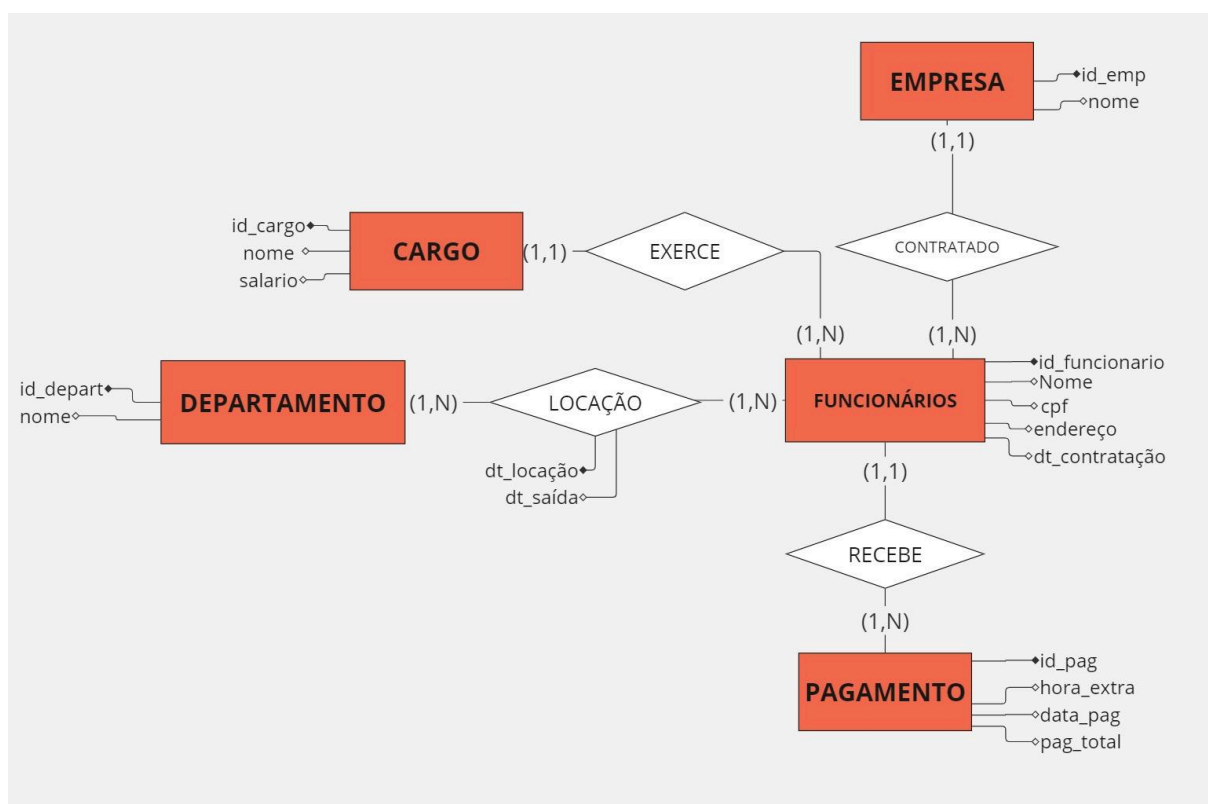 EMPRESA
id_emp
nome
(1,1)
id_cargo
nome
salario
CARGO
(1,1)
EXERCE
CONTRATADO
(1,N)
(1,N)
id_depart
nome
DEPARTAMENTO
(1,N)
LOCAÇÃO
(1,N)
dt_locação
dt_saída
FUNCIONÁRIOS
id_funcionario
Nome
cpf
endereço
dt_contratação
(1,1)
RECEBE
(1,N)
PAGAMENTO
id_pag
hora_extra
data_pag
pag_total